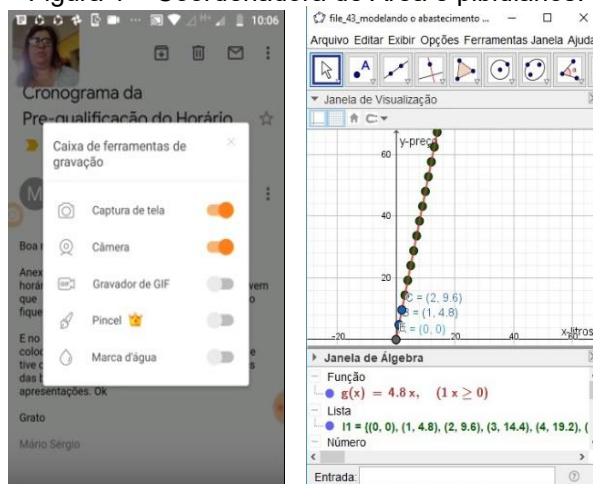 Figura 1 – Coordenadora de Área e pibidianos.
10:06
Cronograma da
Pre-qualificação do Horário
Caixa de ferramentas de
gravação
Captura de tela
Câmera
Gravador de GIF
GIF
Pincel
Marca d'água
M
Boa
Anex
horár
vem
que
o
fique
E no
coloc
e
tive c
s
das b
apresentações. Ok
Grato
Mário Sérgio
file_43_modelando o abastecimento ...
Arquivo Editar Exibir Opções Ferramentas Janela Ajuda
Janela de Visualização
y-preço
60
40
20
C = (2, 9.6)
= (1, 4.8)
= (0, 0)
-20
0
20
40
60
x-litros
Janela de Álgebra
Função
g(x) = 4.8 x, (1 x ≥ 0)
Lista
l1 = {(0, 0), (1, 4.8), (2, 9.6), (3, 14.4), (4, 19.2), (
Número
Entrada: